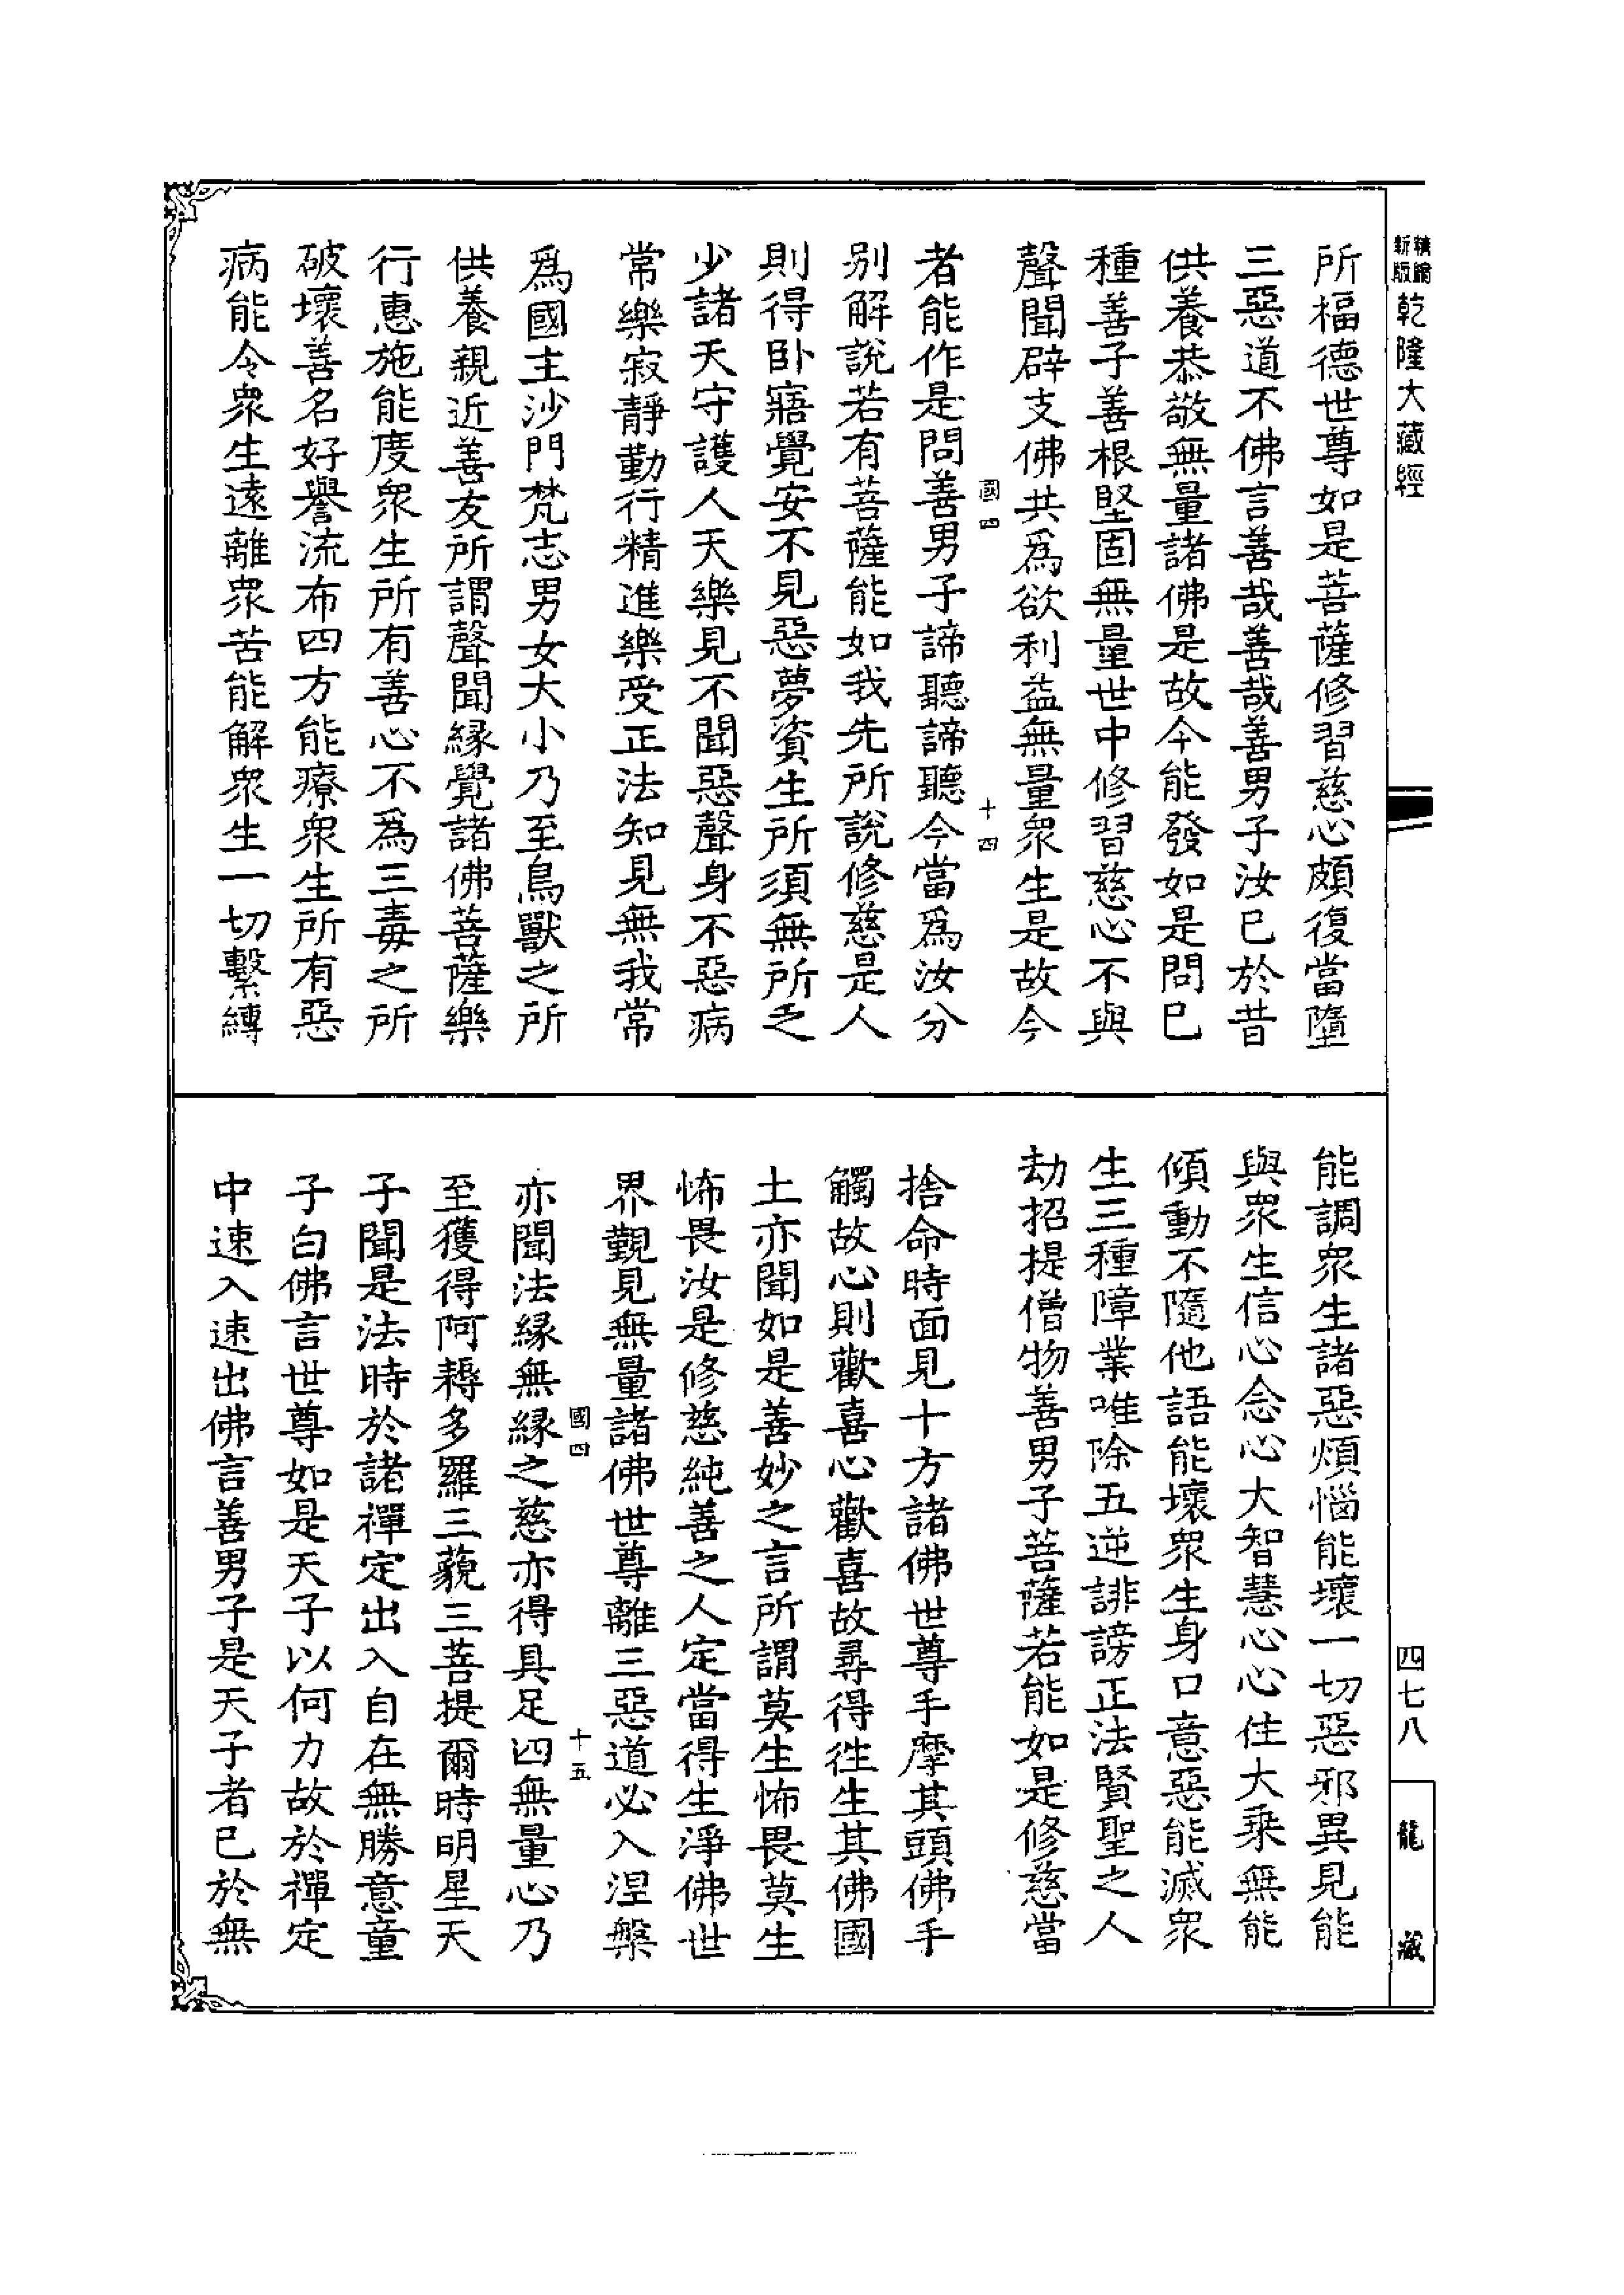 新版精縮乾隆大藏經
所福德世尊如是菩薩修習慈心頗復當墮
三惡道不佛言善哉善哉善男子汝已於昔
供養恭敬無量諸佛是故今能發如是問已
種善子善根堅固無量世中修習慈心不與
聲聞辟支佛共爲欲利益無量衆生是故今
國四 十四
者能作是問善男子諦聽諦聽今當爲汝分
别解說若有菩薩能如我先所說修慈是人
則得卧寤覺安不見惡夢資生所須無所乏
少諸天守護人天樂見不聞惡聲身不惡病
常樂寂靜勤行精進樂受正法知見無我常
爲國主沙門梵志男女大小乃至鳥獸之所
供養親近善友所謂聲聞緣覺諸佛菩薩樂
行惠施能度衆生所有善心不爲三毒之所
破壞善名好譽流布四方能療衆生所有惡
病能令衆生遠離衆苦能解衆生一切繫縛
能調衆生諸惡煩惱能壞一切惡邪異見能
與衆生信心念心大智慧心心住大乘無能
傾動不隨他語能壞衆生身口意惡能滅衆
生三種障業唯除五逆誹謗正法賢聖之人
劫招提僧物善男子菩薩若能如是修慈當
捨命時面見十方諸佛世尊手摩其頭佛手
觸故心則歡喜心歡喜故尋得徃生其佛國
土亦聞如是善妙之言所謂莫生怖畏莫生
怖畏汝是修慈純善之人定當得生淨佛世
界觀見無量諸佛世尊離三惡道必入涅槃
國四 十五
亦聞法緣無緣之慈亦得具足四無量心乃
至獲得阿耨多羅三藐三菩提爾時明星天
子聞是法時於諸禪定出入自在無勝意童
子白佛言世尊如是天子以何力故於禪定
中速入速出佛言善男子是天子者已於無
四七八
龍藏